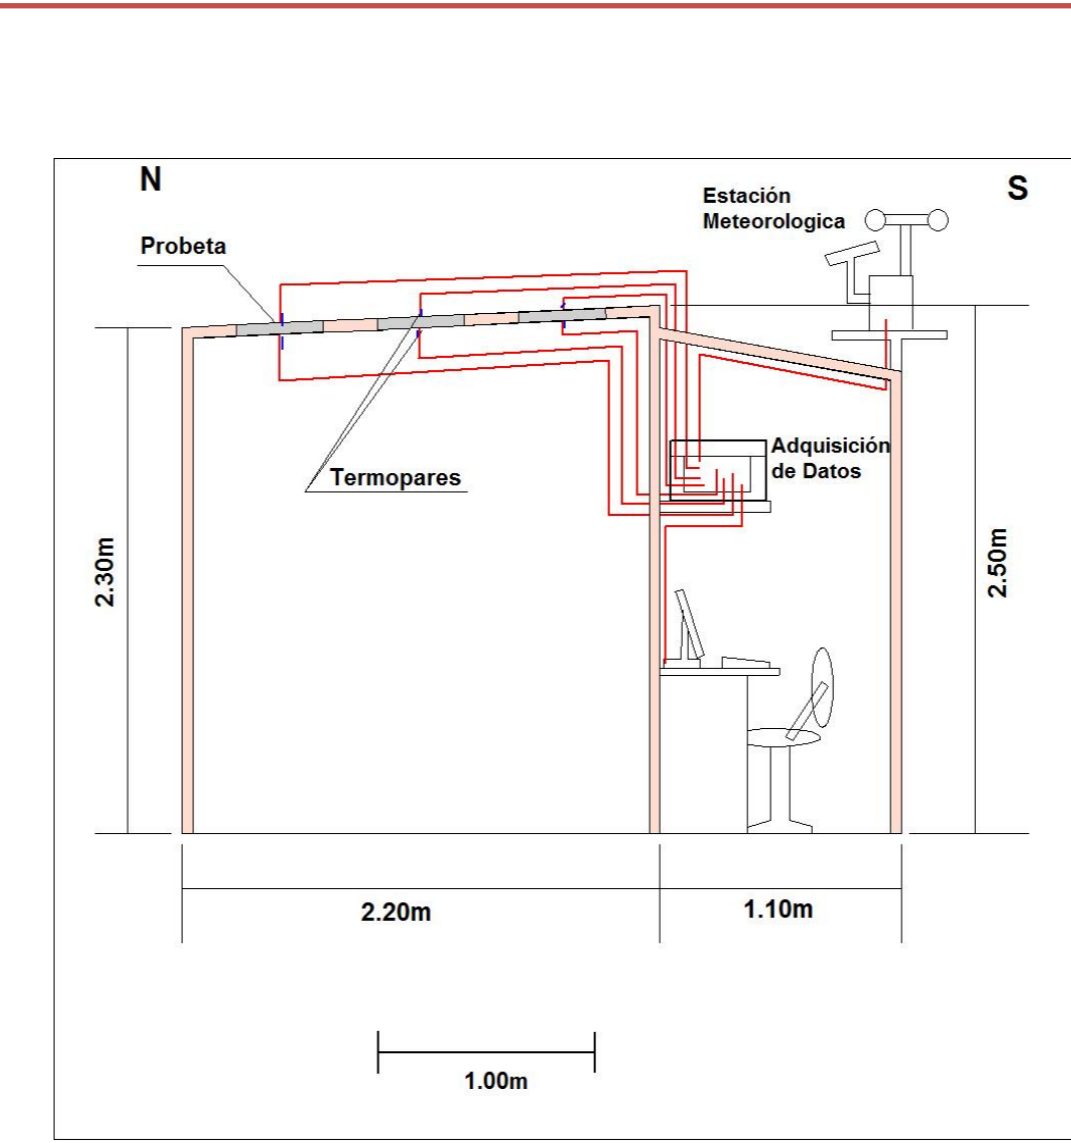 N
S
Estación
Meteorologica
Probeta
Adquisición
de Datos
Termopares
2.30m
2.50m
2.20m
1.10m
1.00m